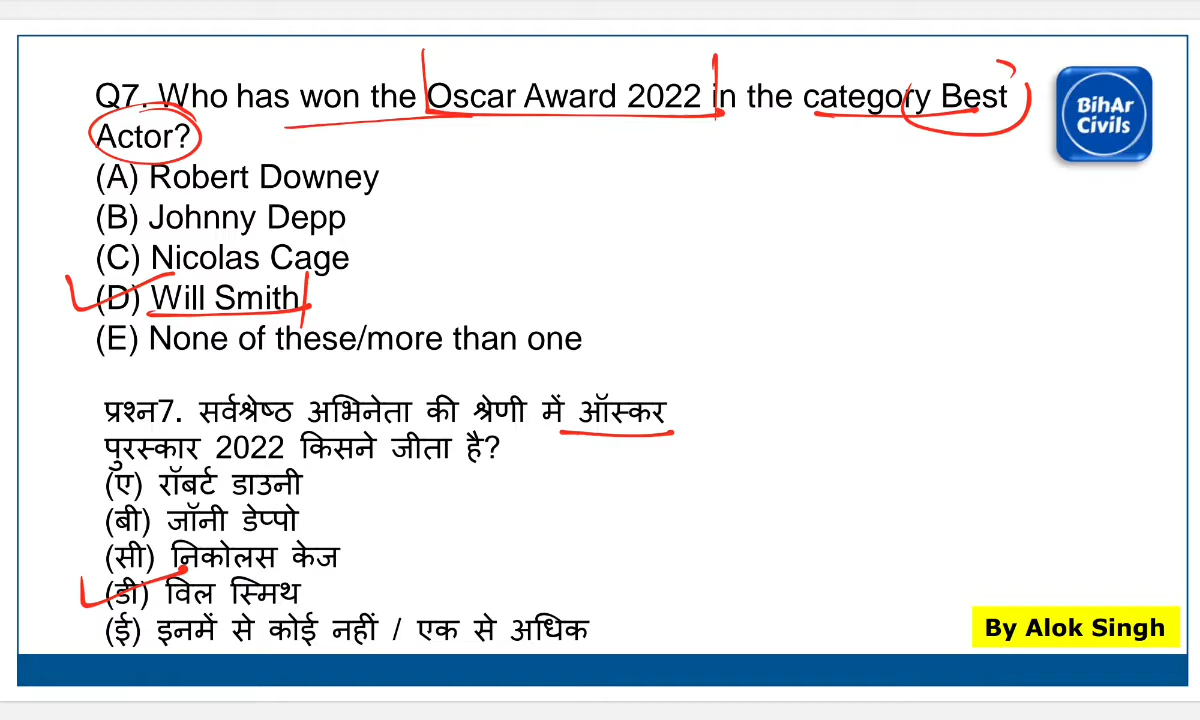 Q7. Who has won the Oscar Award 2022 in the category Best
Actor?
(A) Robert Downey
(B) Johnny Depp
(C) Nicolas Cage
(D) Will Smith
(E) None of these/more than one
BihAr
Civils
प्रश्न7. सर्वश्रेष्ठ अभिनेता की श्रेणी में ऑस्कर
पुरस्कार 2022 किसने जीता है?
(ए) रॉबर्ट डाउनी
(बी) जॉनी डेप्पो
(सी) निकोलस केज
(डी) विल स्मिथ
(ई) इनमें से कोई नहीं / एक से अधिक
By Alok Singh